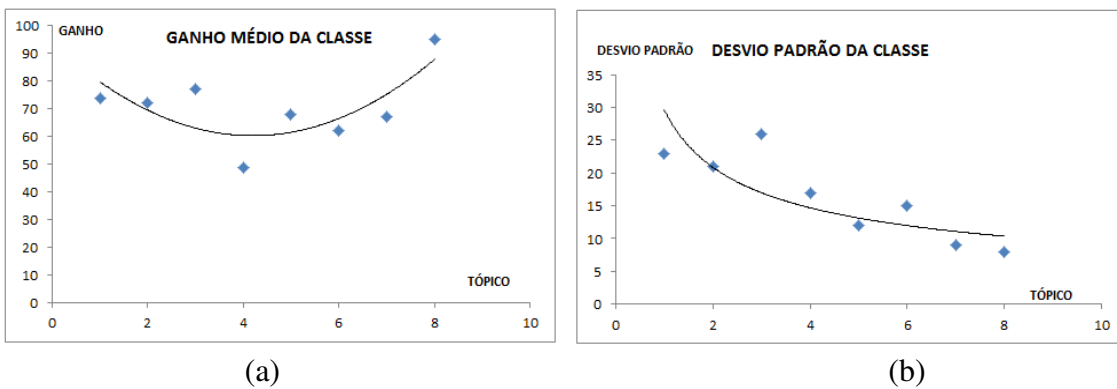 GANHO
GANHO MÉDIO DA CLASSE
100
90
80
70
60
50
40
30
20
10
0
TÓPICO
0 2 4 6 8 10
(a)
DESVIO PADRÃO
DESVIO PADRÃO DA CLASSE
35
30
25
20
15
10
5
0
TÓPICO
0 2 4 6 8 10
(b)